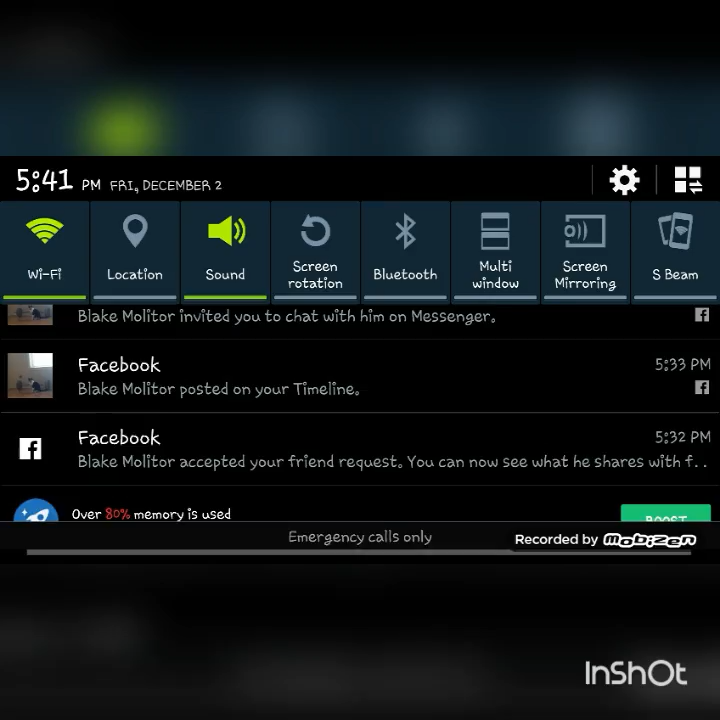 5:41 PM FRI, DECEMBER 2
Wi-Fi
Location
Sound
Screen
rotation
Bluetooth
Multi
window
Screen
Mirroring
S Beam
Blake Molitor invited you to chat with him on Messenger.
Facebook 5:33 PM
Blake Molitor posted on your Timeline.
Facebook 5:32 PM
Blake Molitor accepted your friend request. You can now see what he shares with f. .
Over 80% memory is used
BOOST
Emergency calls only
Recorded by mobizen
InShOt